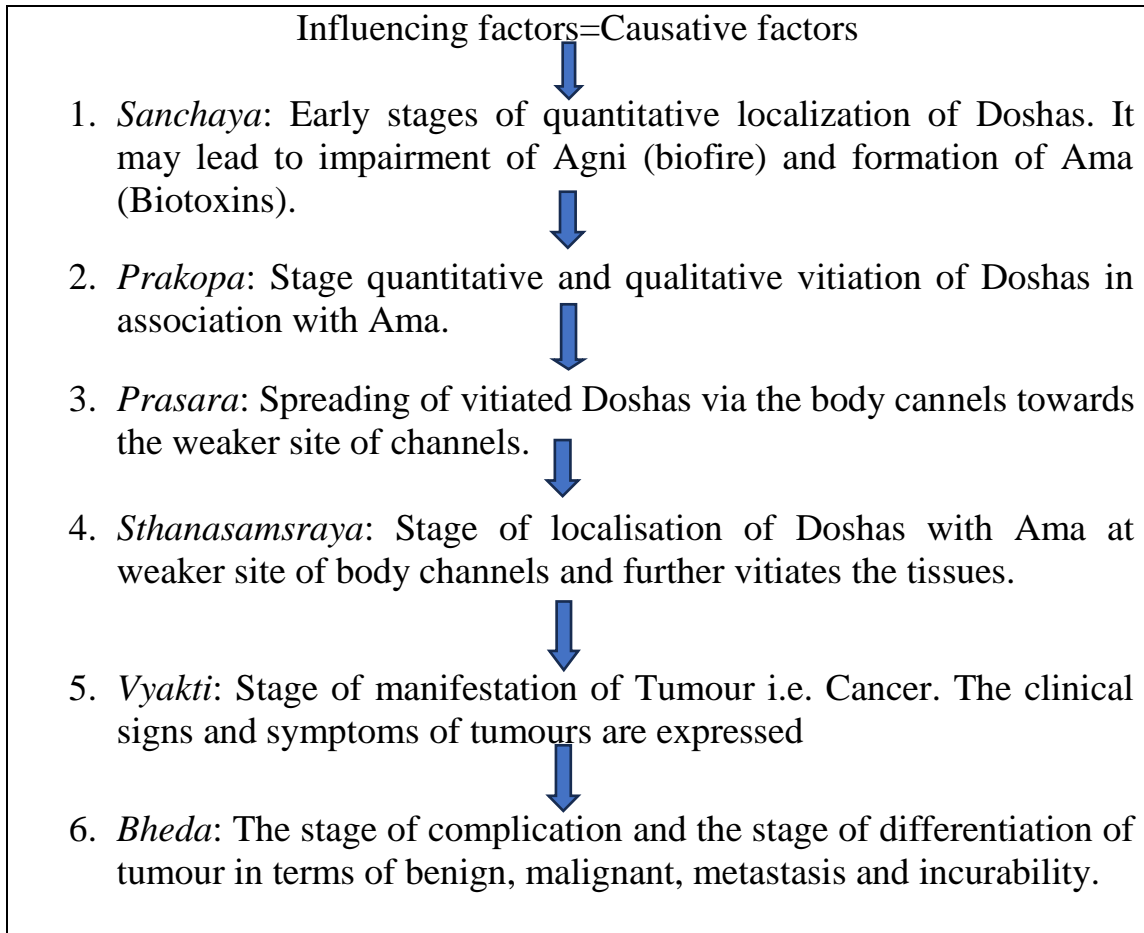 Influencing factors=Causative factors
1. Sanchaya: Early stages of quantitative localization of Doshas. It
may lead to impairment of Agni (biofire) and formation of Ama
(Biotoxins).
2. Prakopa: Stage quantitative and qualitative vitiation of Doshas in
association with Ama.
3. Prasara: Spreading of vitiated Doshas via the body cannels towards
the weaker site of channels.
4. Sthanasamsraya: Stage of localisation of Doshas with Ama at
weaker site of body channels and further vitiates the tissues.
5. Vyakti: Stage of manifestation of Tumour i.e. Cancer. The clinical
signs and symptoms of tumours are expressed
6. Bheda: The stage of complication and the stage of differentiation of
tumour in terms of benign, malignant, metastasis and incurability.